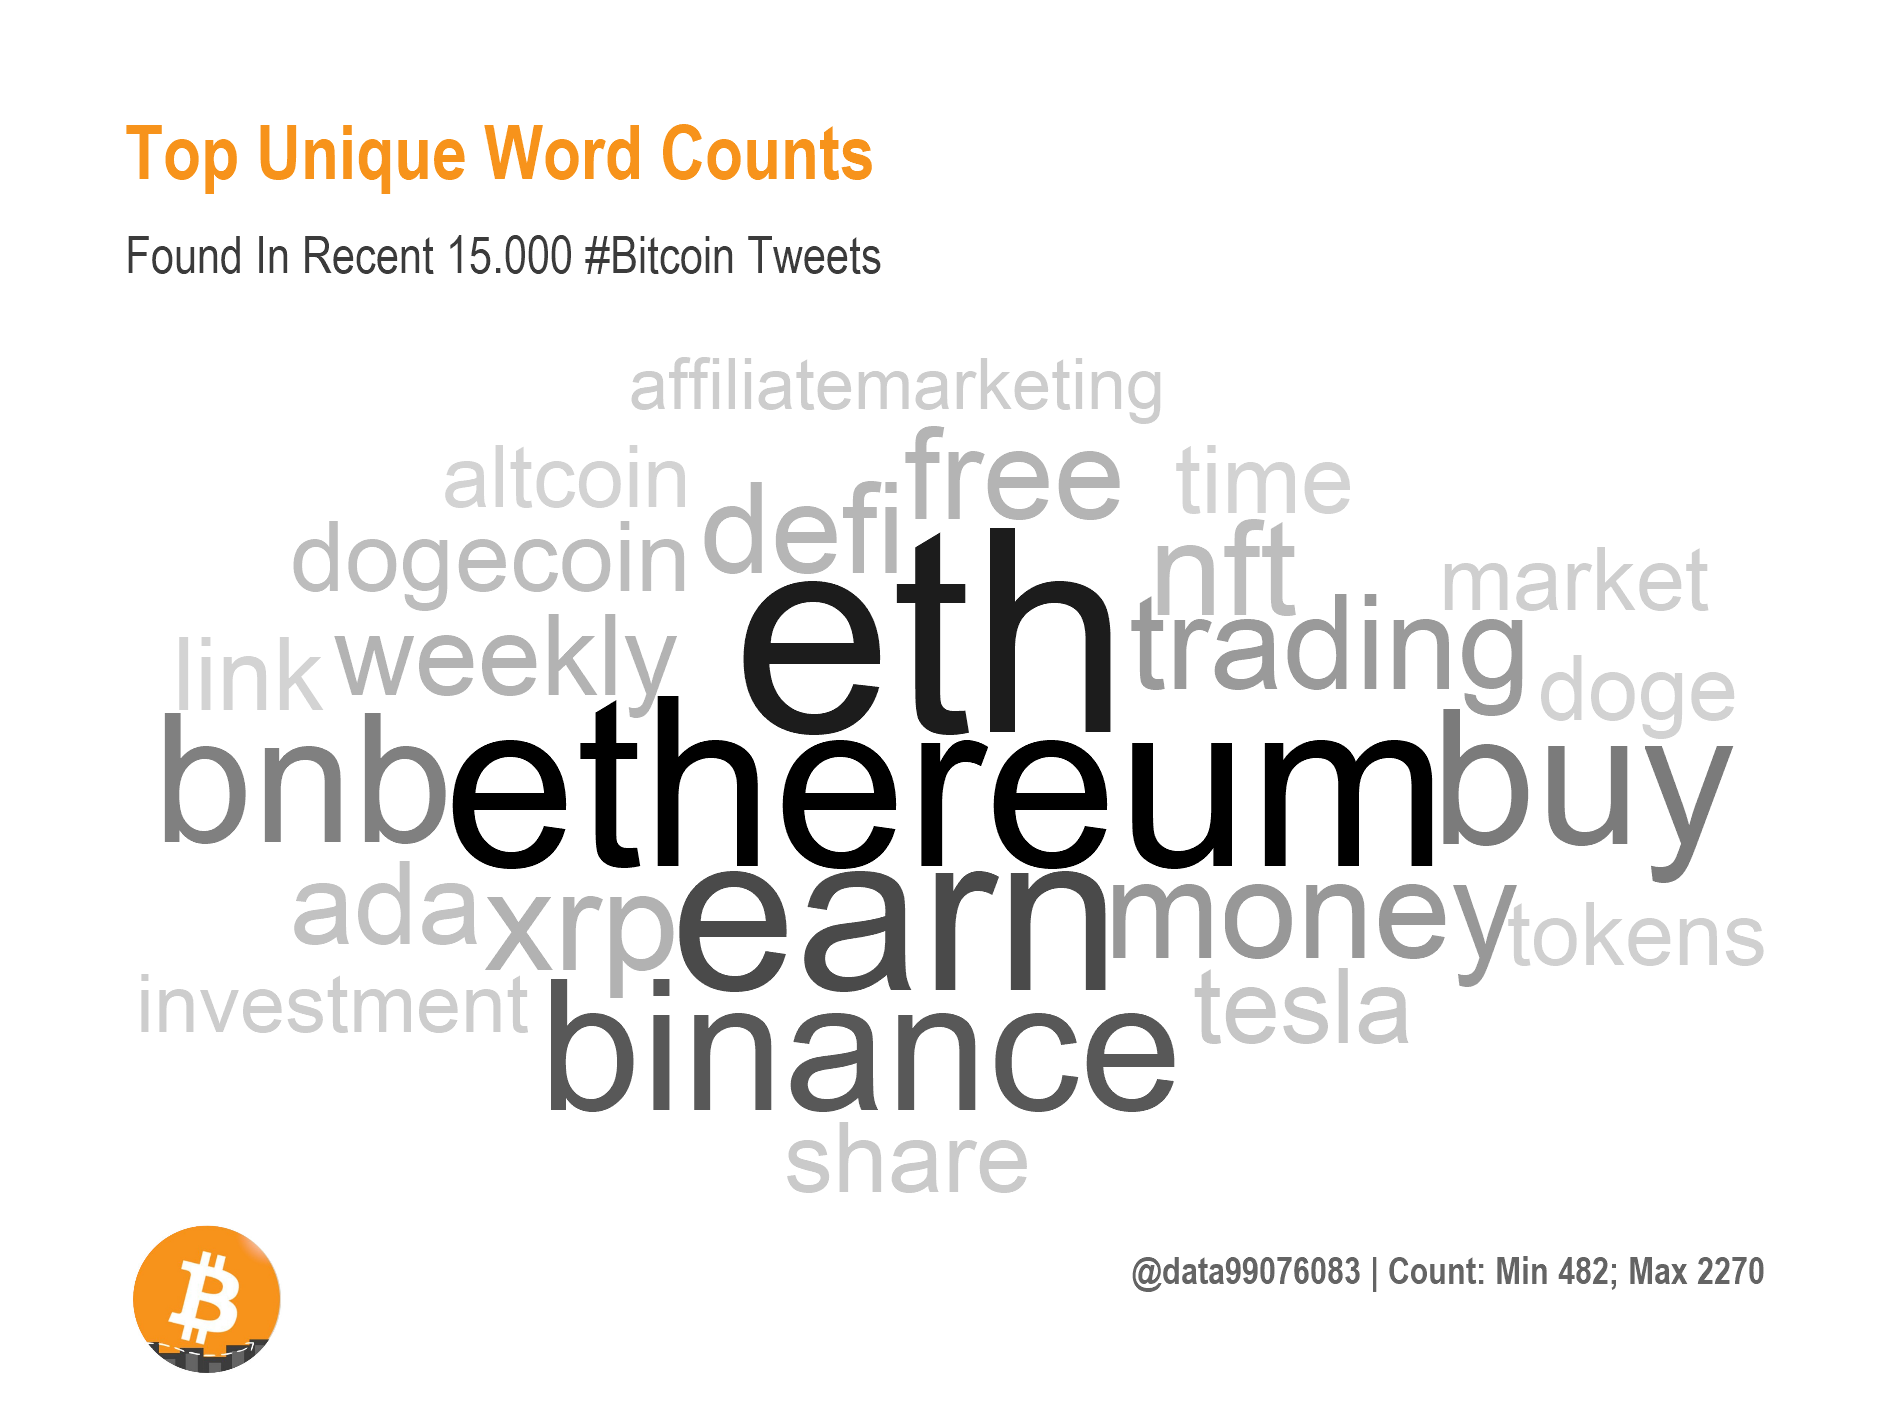 Top Unique Word Counts
Found In Recent 15.000 #Bitcoin Tweets
affiliatemarketing
altcoin
free
time
dogecoin
defi
nft
market
link
weekly
eth
trading
doge
bnb
ethereum
buy
ada
xrp
earn
money
tokens
investment
binance
tesla
share
@data99076083 | Count: Min 482; Max 2270